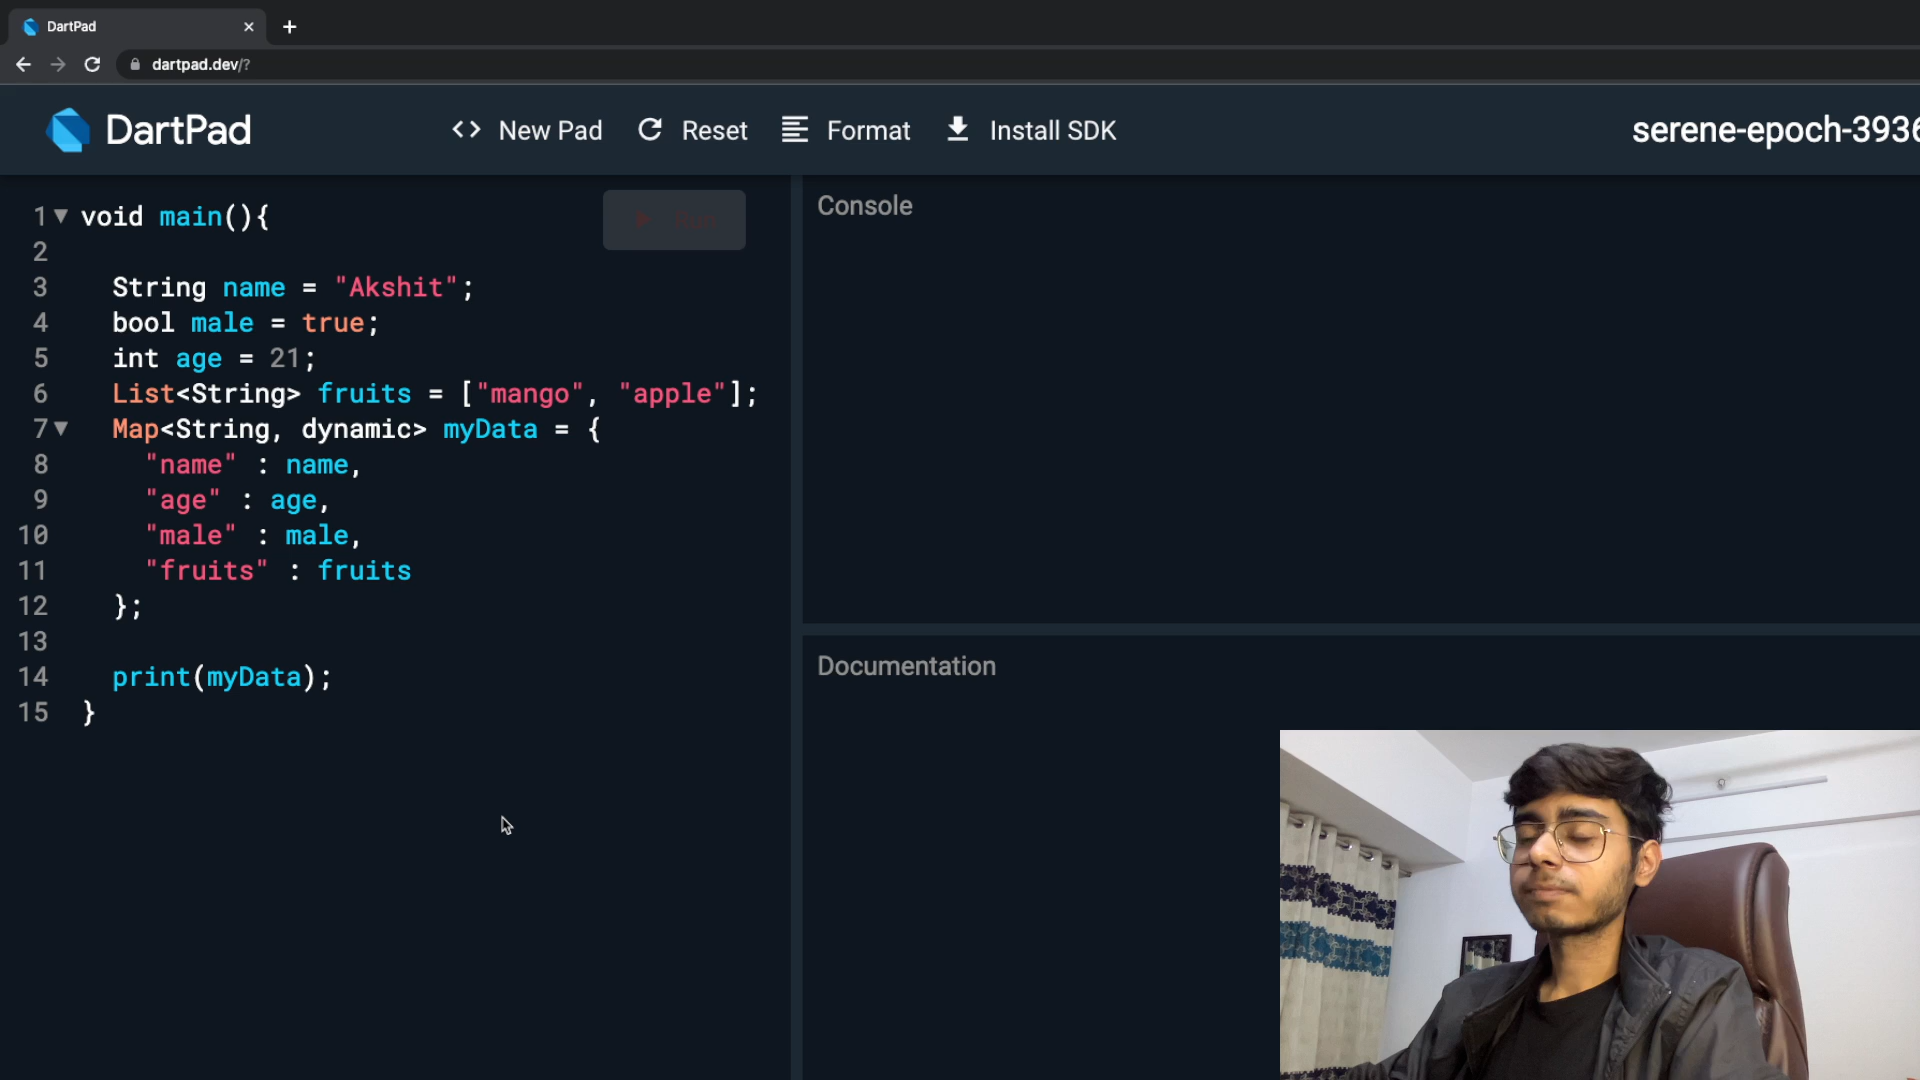 DartPad
dartpad.dev/?
DartPad
New Pad
Reset
Format
Install SDK
serene-epoch-3936
Console
1 void main(){
2
3 String name = "Akshit";
4 bool male = true;
5 int age = 21;
6 List<String> fruits = ["mango", "apple"];
7 Map<String, dynamic> myData = {
8 "name" : name,
9 "age" : age,
10 "male" : male,
11 "fruits" : fruits
12 };
13
14 print(myData);
15 }
Documentation